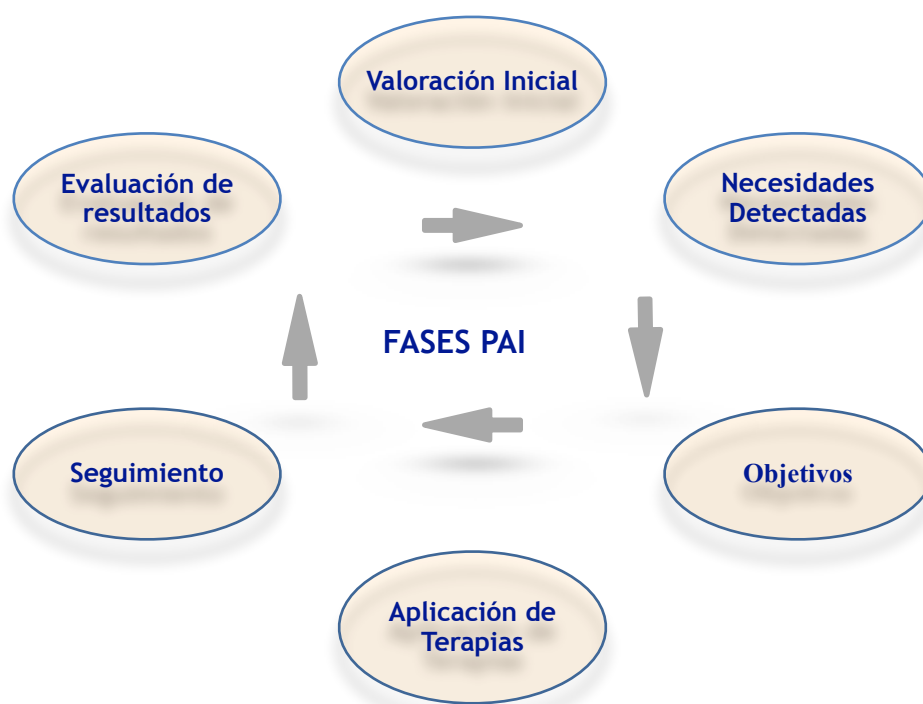 Valoración Inicial
Necesidades
Detectadas
Objetivos
Aplicación de
Terapias
Seguimiento
Evaluación de
resultados
FASES PAI